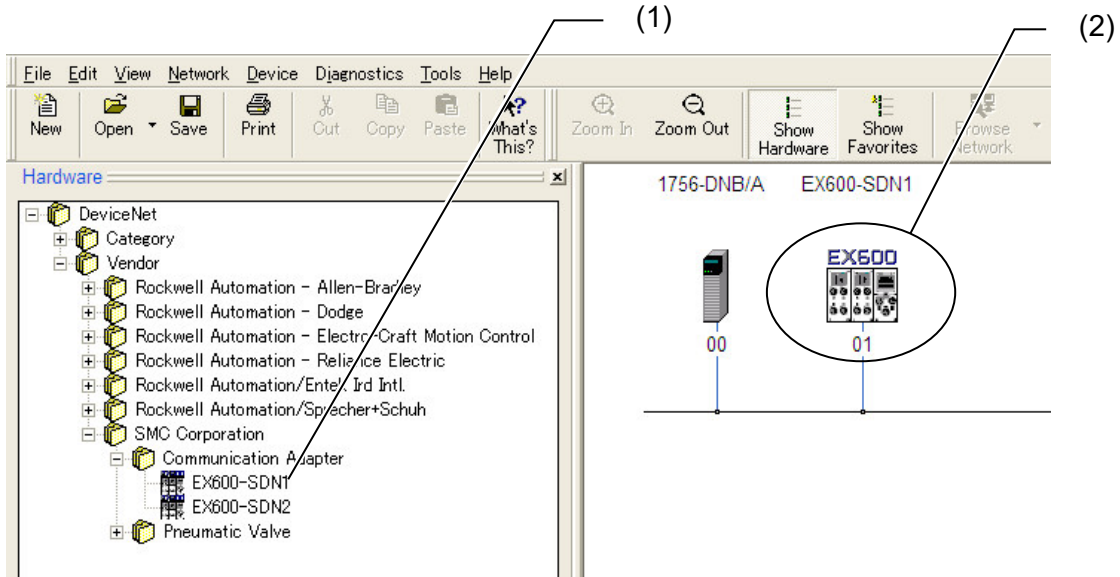 (1)
(2)
File Edit View Network Device Diagnostics Tools Help
New Open Save Print Cut Copy Paste What's This? Zoom In Zoom Out Show Hardware Show Favorites Browse Network
Hardware
DeviceNet
Category
Vendor
Rockwell Automation - Allen-Bradley
Rockwell Automation - Dodge
Rockwell Automation - Electro-Craft Motion Control
Rockwell Automation - Reliance Electric
Rockwell Automation/Entek Ird Intl.
Rockwell Automation/Sprecher+Schuh
SMC Corporation
Communication Adapter
EX600-SDN1
EX600-SDN2
Pneumatic Valve
1756-DNB/A EX600-SDN1
EX600
00 01